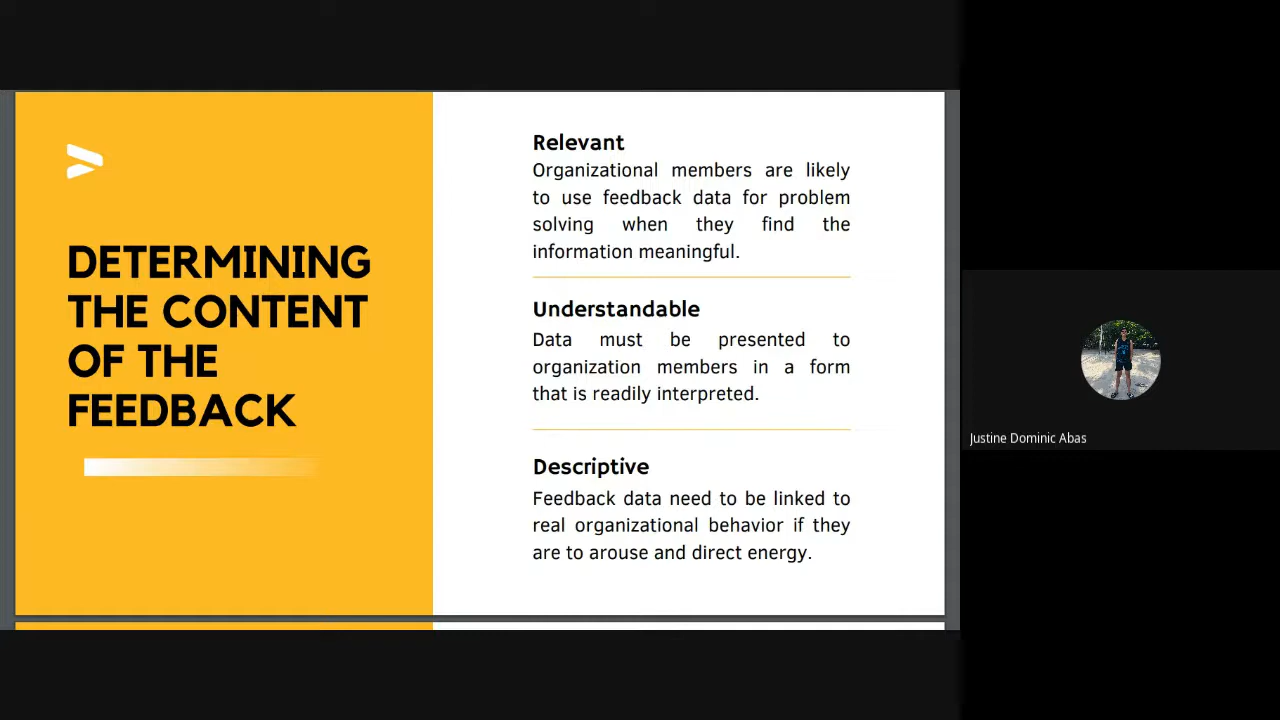 DETERMINING
THE CONTENT
OF THE
FEEDBACK
Relevant
Organizational members are likely
to use feedback data for problem
solving when they find the
information meaningful.
Understandable
Data must be presented to
organization members in a form
that is readily interpreted.
Descriptive
Feedback data need to be linked to
real organizational behavior if they
are to arouse and direct energy.
Justine Dominic Abas